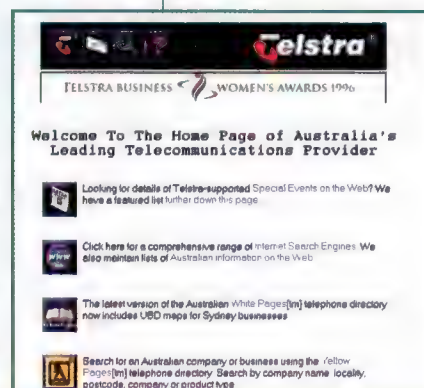 Telstra
TELSTRA BUSINESS WOMEN'S AWARDS 1996
Welcome To The Home Page of Australia's
Leading Telecommunications Provider
Looking for details of Telstra-supported Special Events on the Web? We
have a featured list further down this page
Click here for a comprehensive range of Internet Search Engines. We
also maintain lists of Australian information on the Web
The latest version of the Australian White Pages[tm] telephone directory
now includes UBD maps for Sydney businesses
Search for an Australian company or business using the Yellow
Pages[tm] telephone directory. Search by company name, locality,
postcode, company or product type